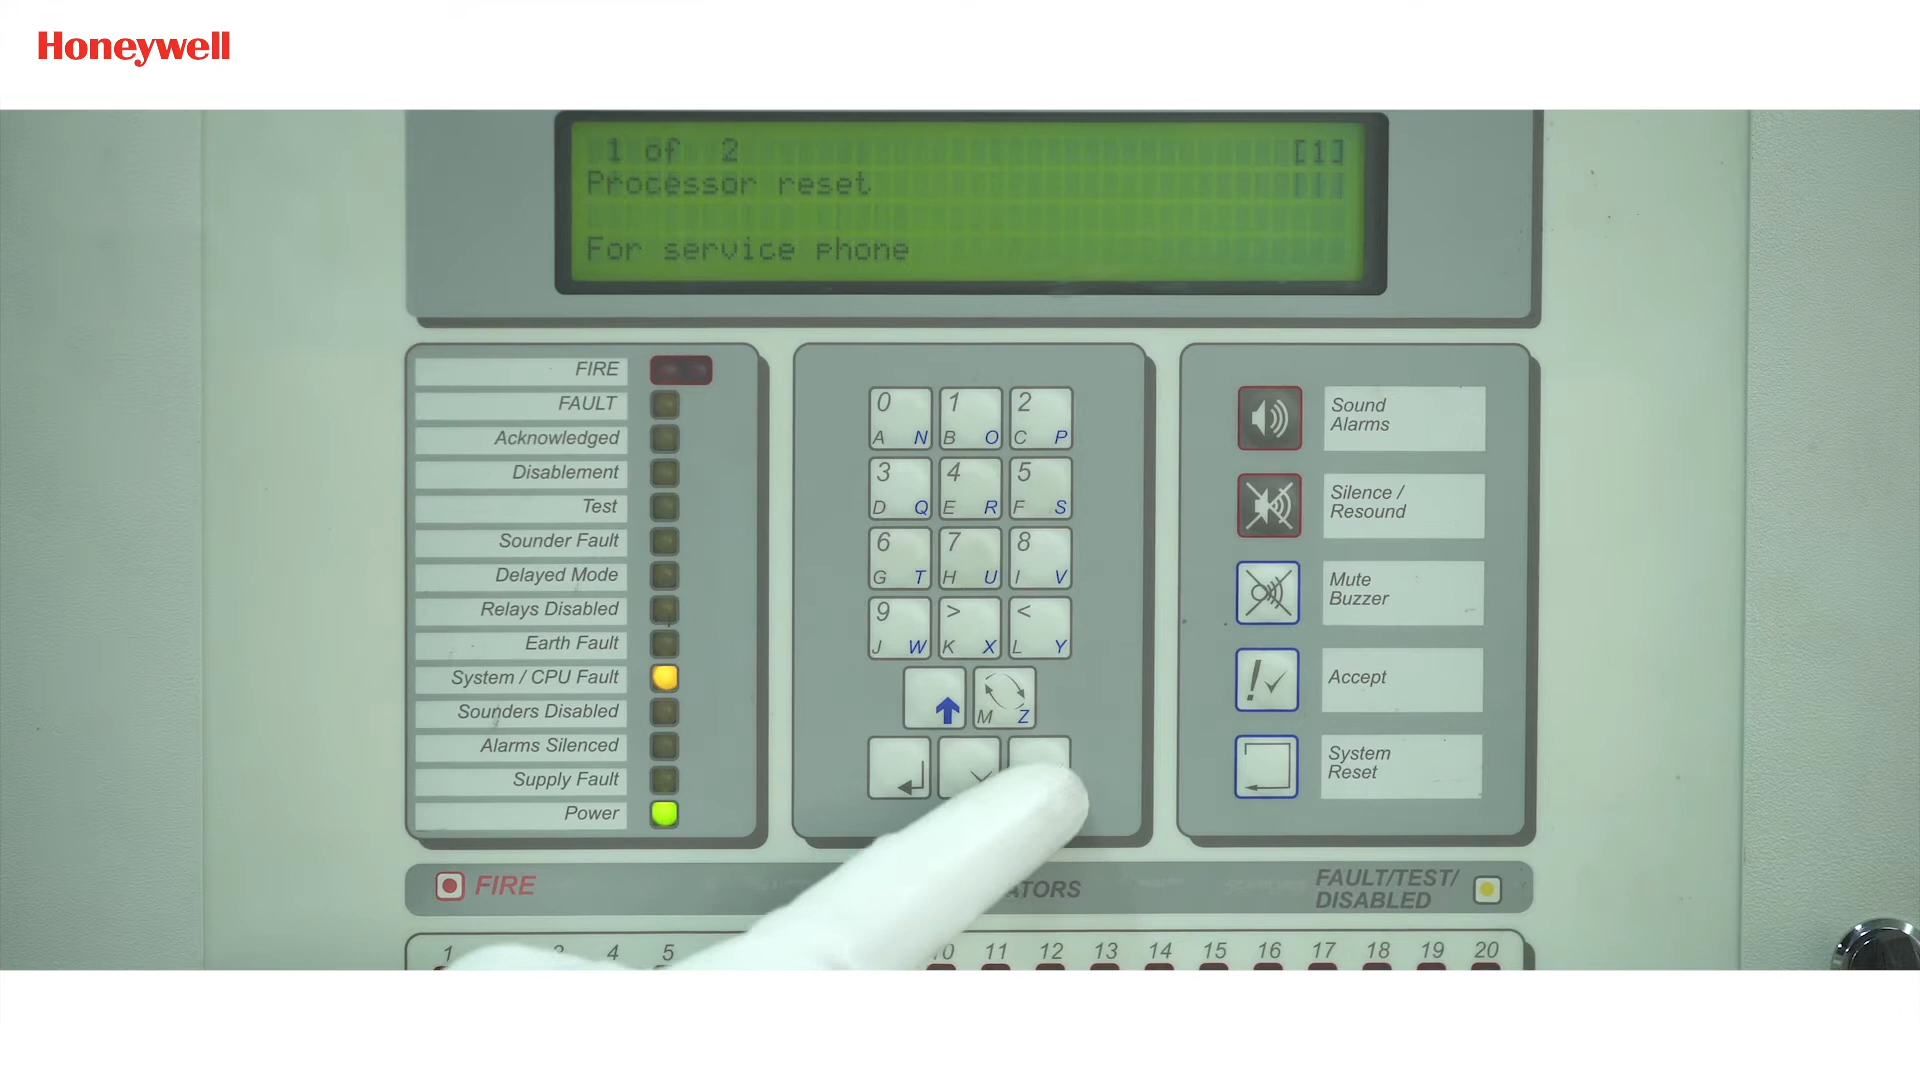 Honeywell
1 of 2 [1]
Processor reset
For service phone
FIRE
FAULT
Acknowledged
Disablement
Test
Sounder Fault
Delayed Mode
Relays Disabled
Earth Fault
System / CPU Fault
Sounders Disabled
Alarms Silenced
Supply Fault
Power
0 1 2
A N B O C P
3 4 5
D Q E R F S
6 7 8
G T H U I V
9 > <
J W K X L Y
M Z
Sound
Alarms
Silence /
Resound
Mute
Buzzer
Accept
System
Reset
FIRE
FAULT/TEST/
DISABLED
1 4 5 11 12 13 14 15 16 17 18 19 20